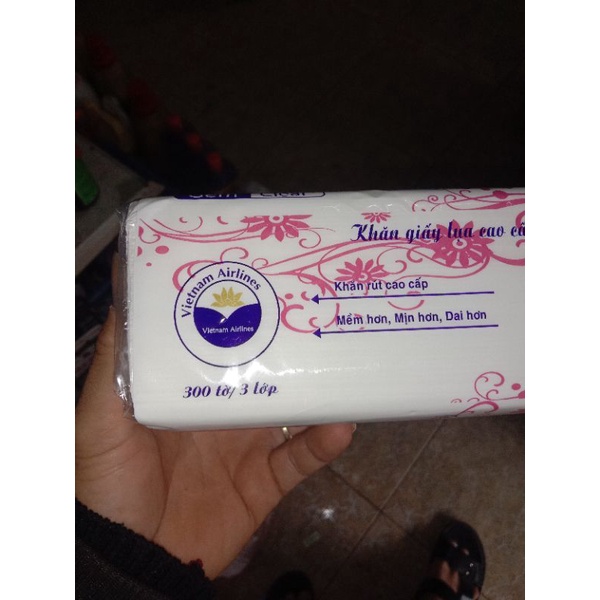 Khăn giấy lụa cao
Vietnam Airlines
Vietnam Airlines
Khăn rút cao cấp
Mềm hơn, Mịn hơn, Dai hơn
300 tờ/ 3 lớp